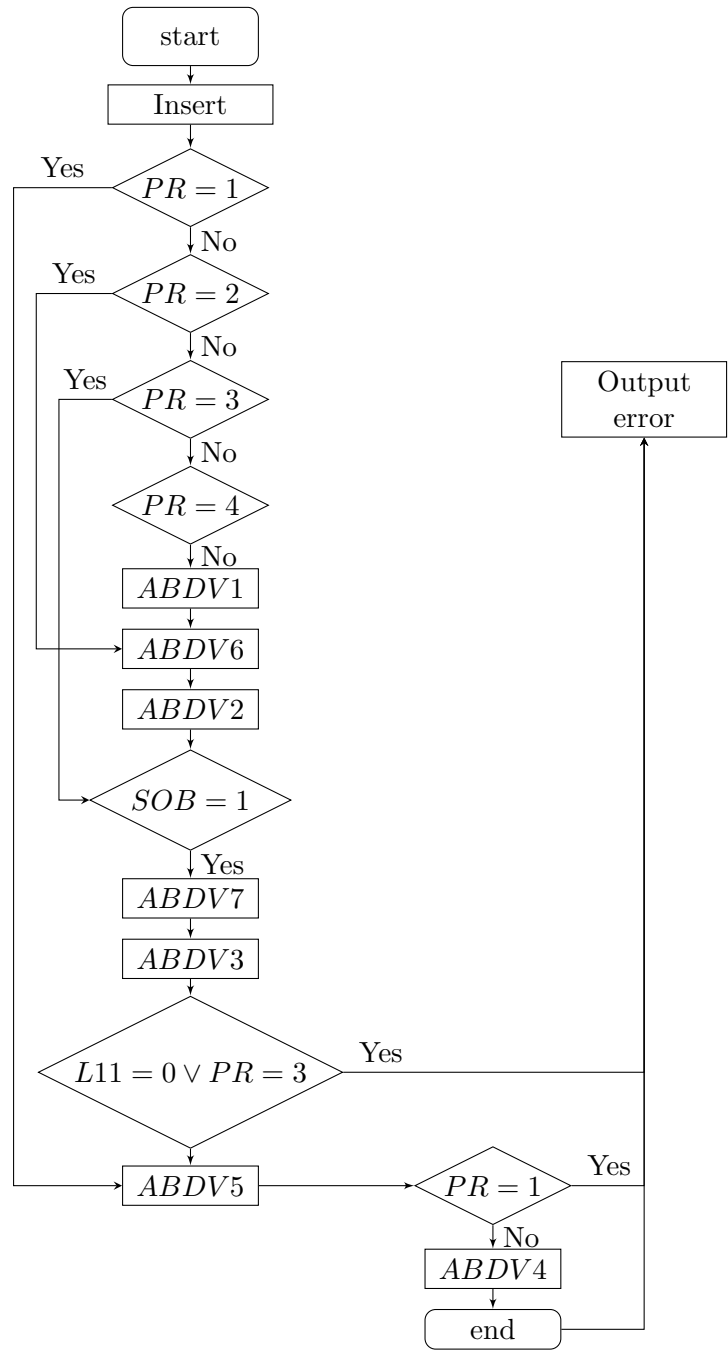 start
Insert
Yes
PR = 1
No
Yes
PR = 2
No
Yes
PR = 3
No
Output
error
PR = 4
No
ABDV1
ABDV6
ABDV2
SOB = 1
Yes
ABDV7
ABDV3
L11 = 0 ∨ PR = 3
Yes
ABDV5
PR = 1
Yes
No
ABDV4
end